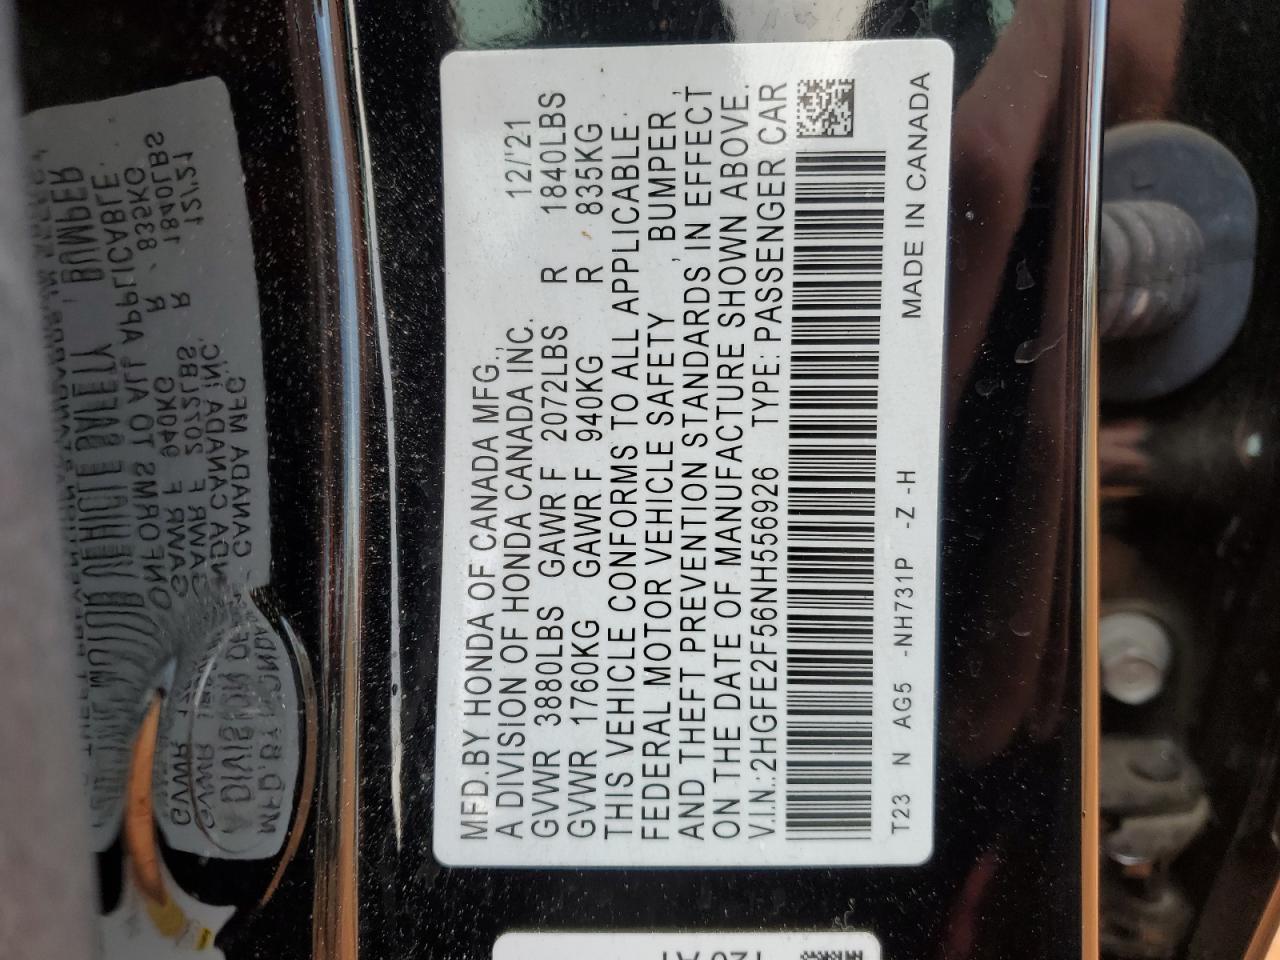 MFD.BY HONDA OF CANADA MFG.,
A DIVISION OF HONDA CANADA INC. 12/'21
GVWR 3880LBS GAWR F 2072LBS R 1840LBS
GVWR 1760KG GAWR F 940KG R 835KG
THIS VEHICLE CONFORMS TO ALL APPLICABLE
FEDERAL MOTOR VEHICLE SAFETY, BUMPER,
AND THEFT PREVENTION STANDARDS IN EFFECT
ON THE DATE OF MANUFACTURE SHOWN ABOVE.
V.I.N.:2HGFE2F56NH556926 TYPE: PASSENGER CAR
T23 N AG5 -NH731P -Z -H MADE IN CANADA